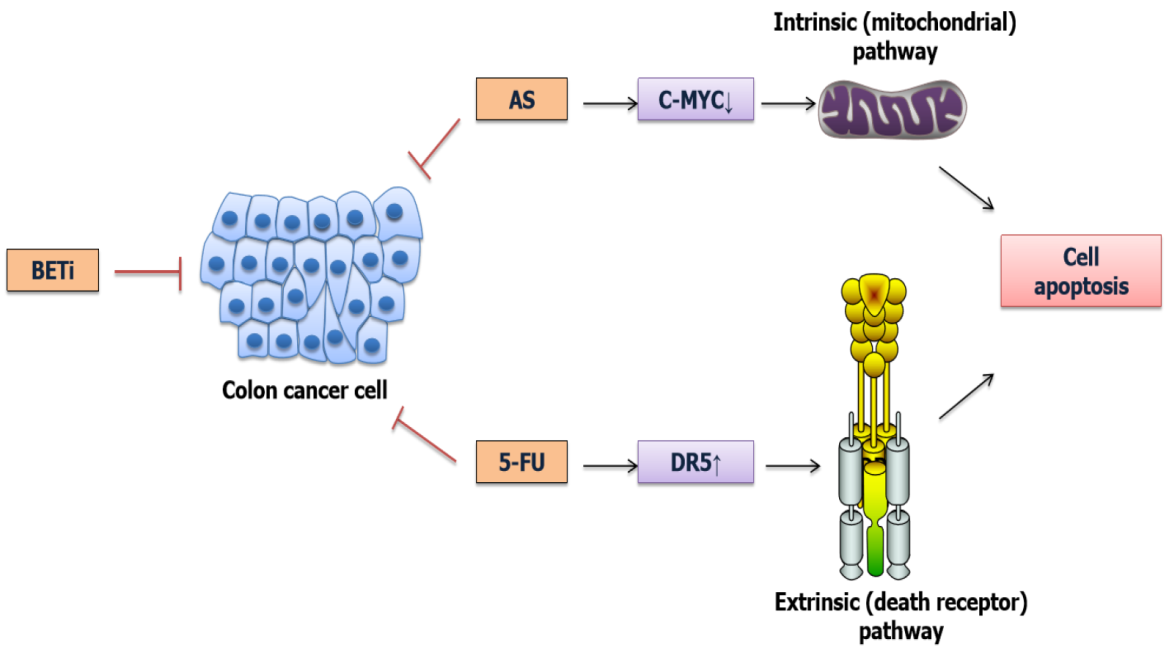 Intrinsic (mitochondrial)
pathway
AS
C-MYC↓
BETi
Cell
apoptosis
Colon cancer cell
5-FU
DR5↑
Extrinsic (death receptor)
pathway